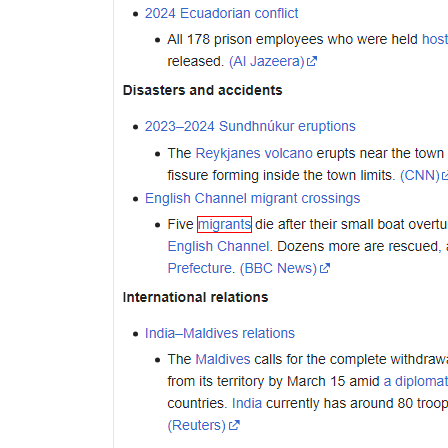 2024 Ecuadorian conflict
All 178 prison employees who were held host
released. (Al Jazeera)
Disasters and accidents
2023–2024 Sundhnúkur eruptions
The Reykjanes volcano erupts near the town
fissure forming inside the town limits. (CNN)
English Channel migrant crossings
Five migrants die after their small boat overtu
English Channel. Dozens more are rescued,
Prefecture. (BBC News)
International relations
India–Maldives relations
The Maldives calls for the complete withdrawa
from its territory by March 15 amid a diplomat
countries. India currently has around 80 troop
(Reuters)